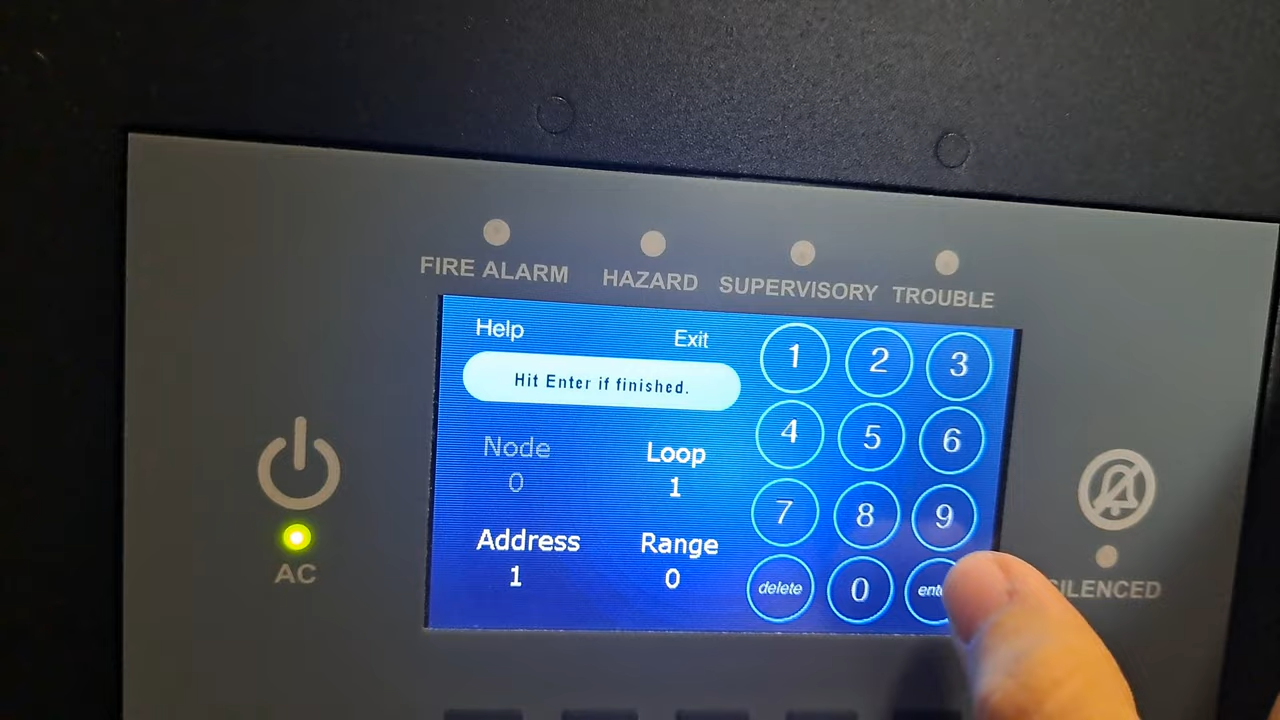 FIRE ALARM HAZARD SUPERVISORY TROUBLE
Help Exit
Hit Enter if finished.
Node Loop
0 1
Address Range
1 0
1 2 3
4 5 6
7 8 9
delete 0
AC
SILENCED